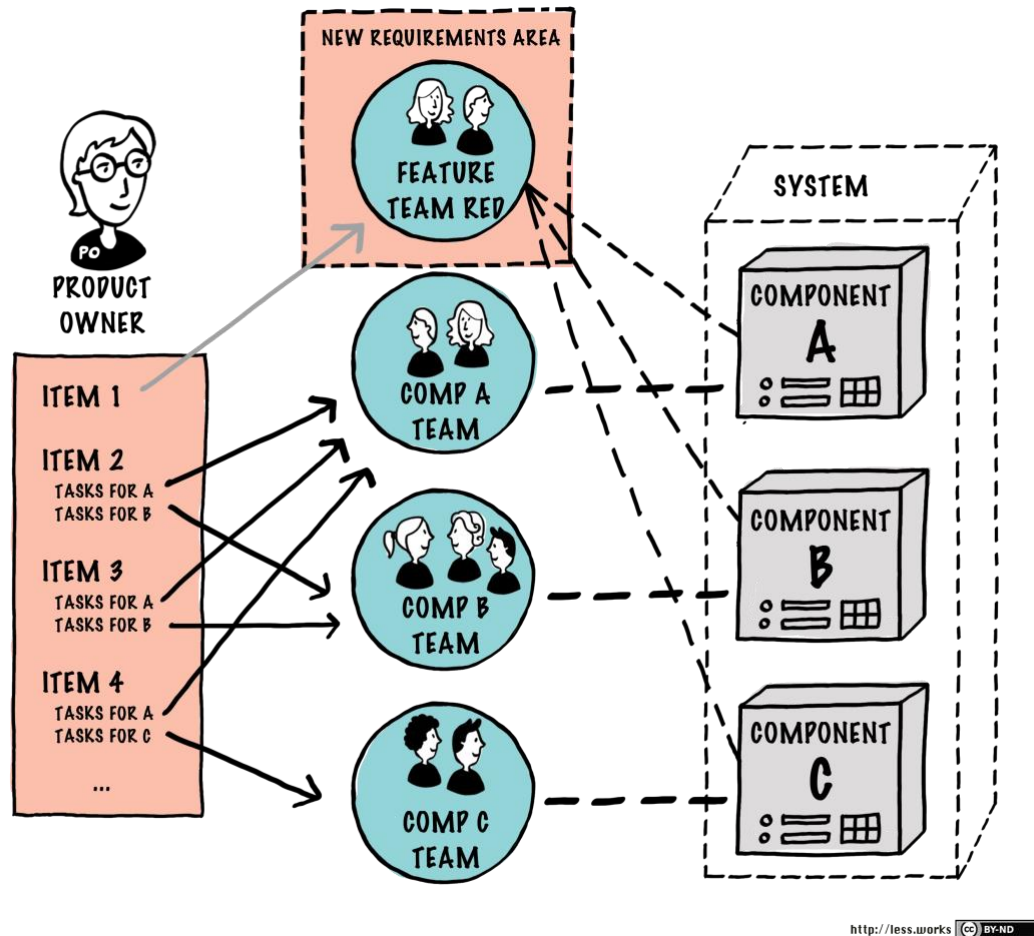 NEW REQUIREMENTS AREA
FEATURE
TEAM RED
PO
PRODUCT
OWNER
ITEM 1
ITEM 2
TASKS FOR A
TASKS FOR B
ITEM 3
TASKS FOR A
TASKS FOR B
ITEM 4
TASKS FOR A
TASKS FOR C
...
COMP A
TEAM
COMP B
TEAM
COMP C
TEAM
SYSTEM
COMPONENT
A
COMPONENT
B
COMPONENT
C
http://less.works cc BY-ND